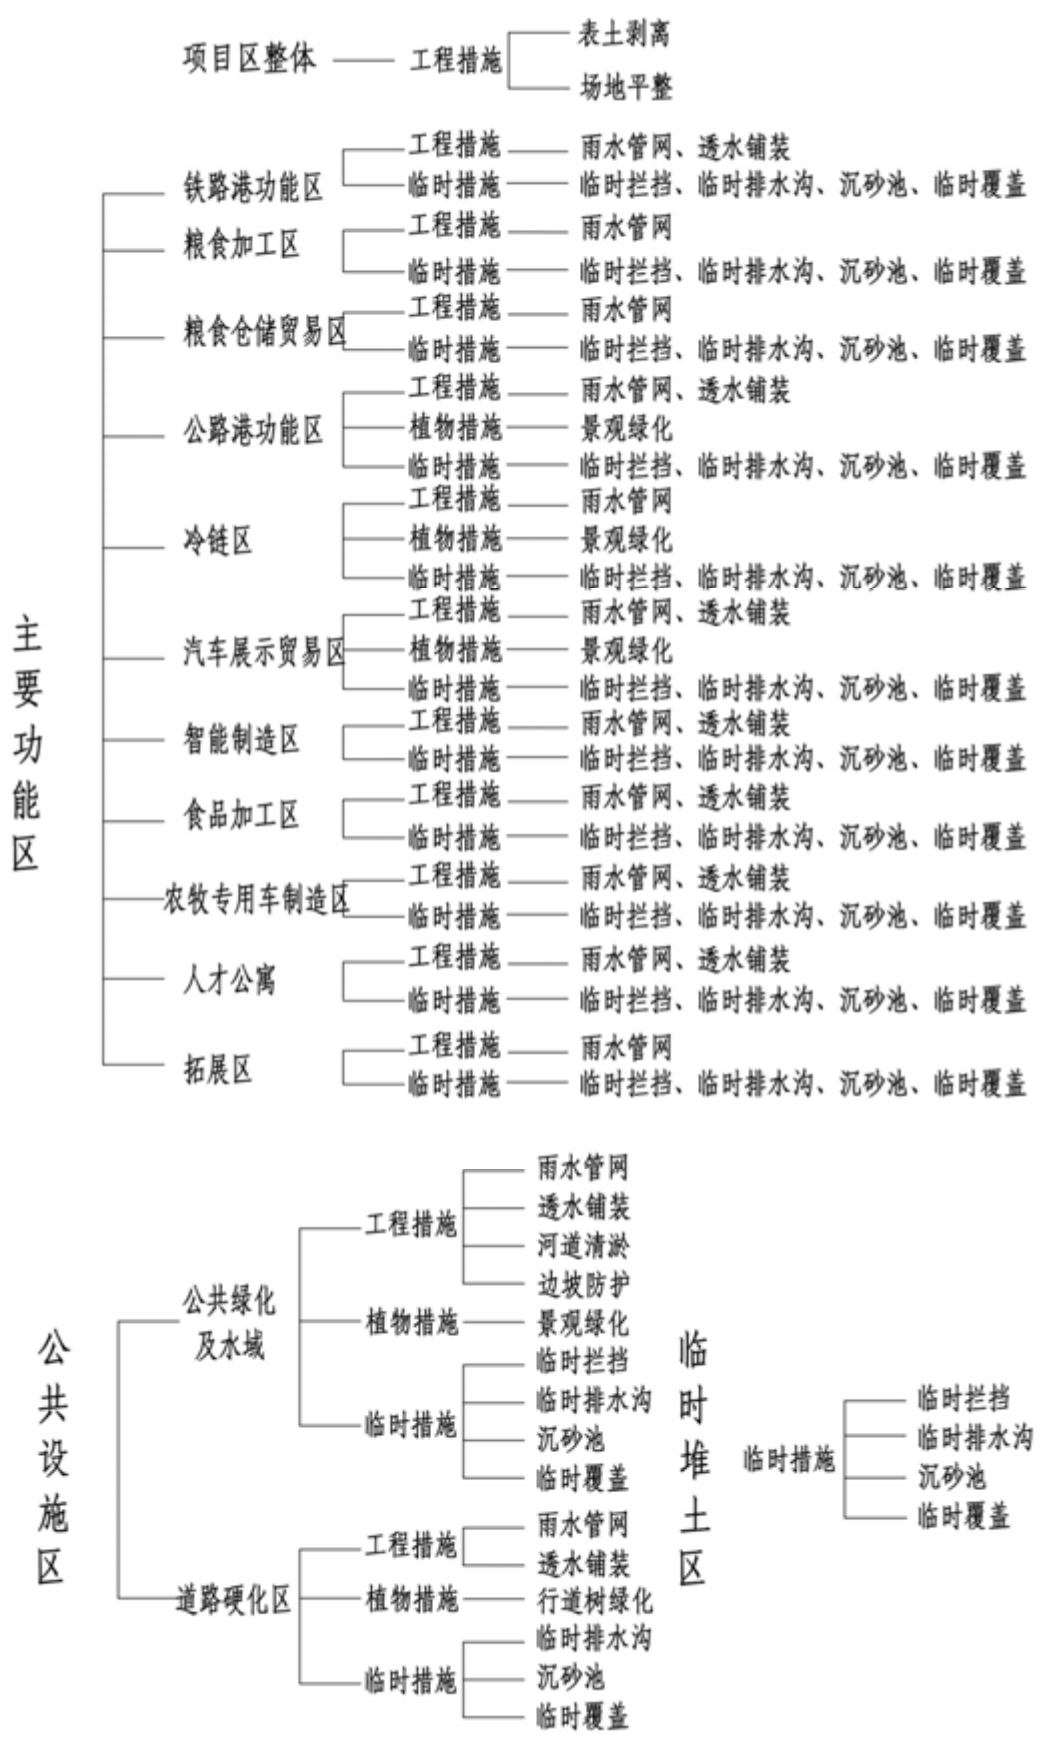 项目区整体 工程措施 表土剥离
场地平整
主要功能区
铁路港功能区 工程措施 雨水管网、透水铺装
临时措施 临时拦挡、临时排水沟、沉砂池、临时覆盖
粮食加工区 工程措施 雨水管网
临时措施 临时拦挡、临时排水沟、沉砂池、临时覆盖
粮食仓储贸易区 工程措施 雨水管网
临时措施 临时拦挡、临时排水沟、沉砂池、临时覆盖
公路港功能区 工程措施 雨水管网、透水铺装
植物措施 景观绿化
临时措施 临时拦挡、临时排水沟、沉砂池、临时覆盖
冷链区 工程措施 雨水管网
植物措施 景观绿化
临时措施 临时拦挡、临时排水沟、沉砂池、临时覆盖
汽车展示贸易区 工程措施 雨水管网、透水铺装
植物措施 景观绿化
临时措施 临时拦挡、临时排水沟、沉砂池、临时覆盖
智能制造区 工程措施 雨水管网、透水铺装
临时措施 临时拦挡、临时排水沟、沉砂池、临时覆盖
食品加工区 工程措施 雨水管网、透水铺装
临时措施 临时拦挡、临时排水沟、沉砂池、临时覆盖
农牧专用车制造区 工程措施 雨水管网、透水铺装
临时措施 临时拦挡、临时排水沟、沉砂池、临时覆盖
人才公寓 工程措施 雨水管网、透水铺装
临时措施 临时拦挡、临时排水沟、沉砂池、临时覆盖
拓展区 工程措施 雨水管网
临时措施 临时拦挡、临时排水沟、沉砂池、临时覆盖
公共设施区
公共绿化
及水域
工程措施 雨水管网
透水铺装
河道清淤
边坡防护
植物措施 景观绿化
临时措施 临时拦挡
临时排水沟
沉砂池
临时覆盖
道路硬化区 工程措施 雨水管网
透水铺装
植物措施 行道树绿化
临时措施 临时排水沟
沉砂池
临时覆盖
临时堆土区
临时措施 临时拦挡
临时排水沟
沉砂池
临时覆盖